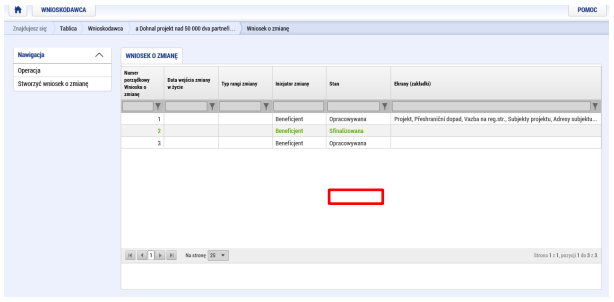 WNIOSKODAWCA POMOC
Znajdujesz się: Tablica Wnioskodawca a Dohnal projekt nad 50 000 dva partneři... Wniosek o zmianę
Nawigacja
Operacja
Stworzyć wniosek o zmianę
WNIOSEK O ZMIANĘ
Numer porządkowy Wniosku o zmianę Data wejścia zmiany w życie Typ rangi zmiany Inicjator zmiany Stan Ekrany (zakładki)
1 Beneficjent Opracowywana Projekt, Přeshraniční dopad, Vazba na reg.str., Subjekty projektu, Adresy subjektu...
2 Beneficjent Sfinalizowana
3 Beneficjent Opracowywana
1 Na stronę 25 Strona 1 z 1, pozycji 1 do 3 z 3